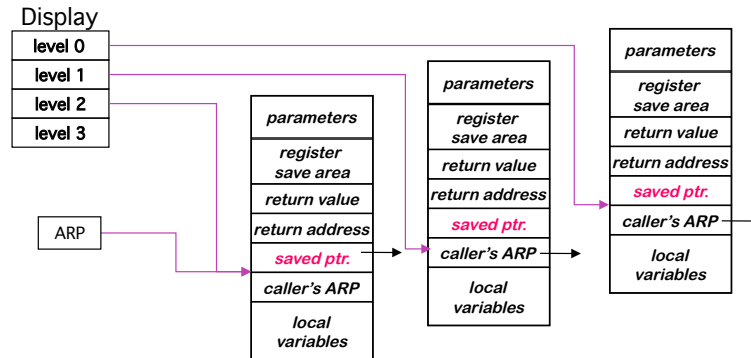 Display
level 0
level 1
level 2
level 3
ARP
parameters
register
save area
return value
return address
saved ptr.
caller's ARP
local
variables
parameters
register
save area
return value
return address
saved ptr.
caller's ARP
local
variables
parameters
register
save area
return value
return address
saved ptr.
caller's ARP
local
variables